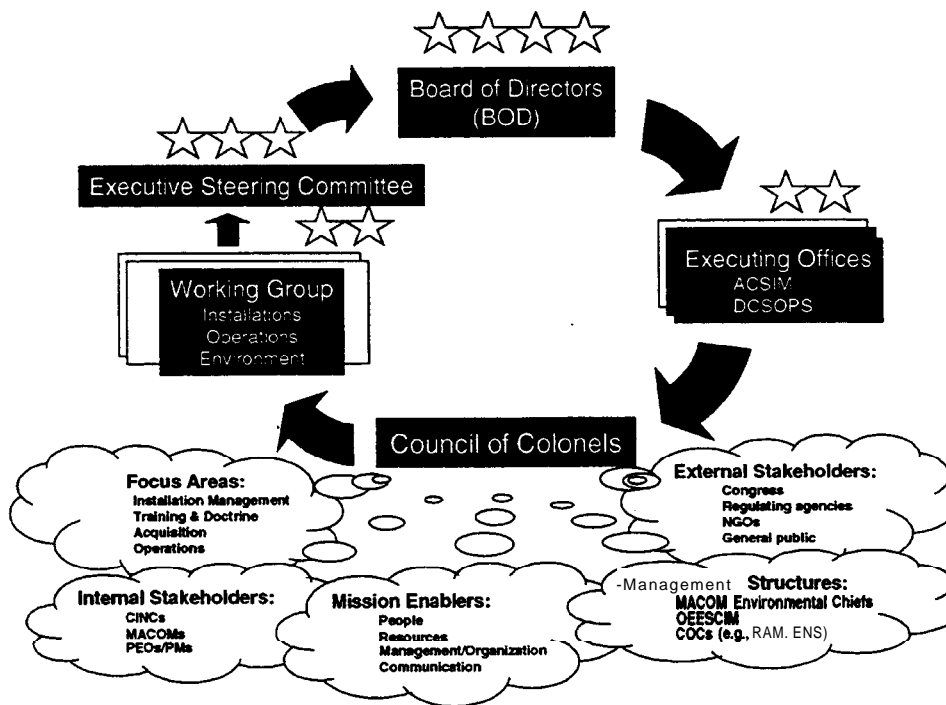 Board of Directors
(BOD)
Executive Steering Committee
Executing Offices
ACSIM
DCSOPS
Working Group
Installations
Operations
Environment
Council of Colonels
Focus Areas:
Installation Management
Training & Doctrine
Acquisition
Operations
External Stakeholders:
Congress
Regulating agencies
NGOs
General public
Internal Stakeholders:
CINCs
MACOMs
PEOs/PMs
Mission Enablers:
People
Resources
Management/Organization
Communication
-Management Structures:
MACOM Environmental Chiefs
OEESCIM
COCs (e.g., RAM. ENS)